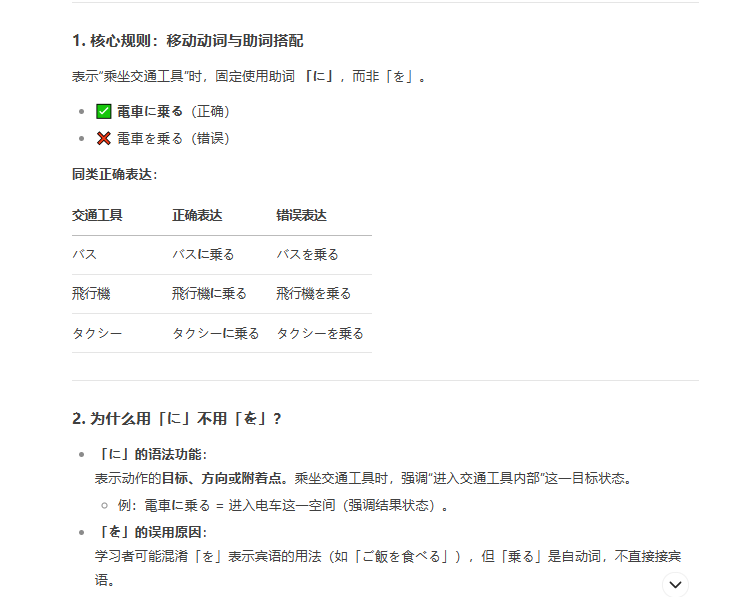 1. 核心规则：移动动词与助词搭配
表示"乘坐交通工具"时，固定使用助词 「に」，而非「を」。
✅ 電車に乗る（正确）
❌ 電車を乗る（错误）
同类正确表达：
交通工具 正确表达 错误表达
バス バスに乗る バスを乗る
飛行機 飛行機に乗る 飛行機を乗る
タクシー タクシーに乗る タクシーを乗る
2. 为什么用「に」不用「を」？
「に」的语法功能：
表示动作的目标、方向或附着点。乘坐交通工具时，强调"进入交通工具内部"这一目标状态。
例：電車に乗る = 进入电车这一空间（强调结果状态）。
「を」的误用原因：
学习者可能混淆「を」表示宾语的用法（如「ご飯を食べる」），但「乗る」是自动词，不直接接宾
语。